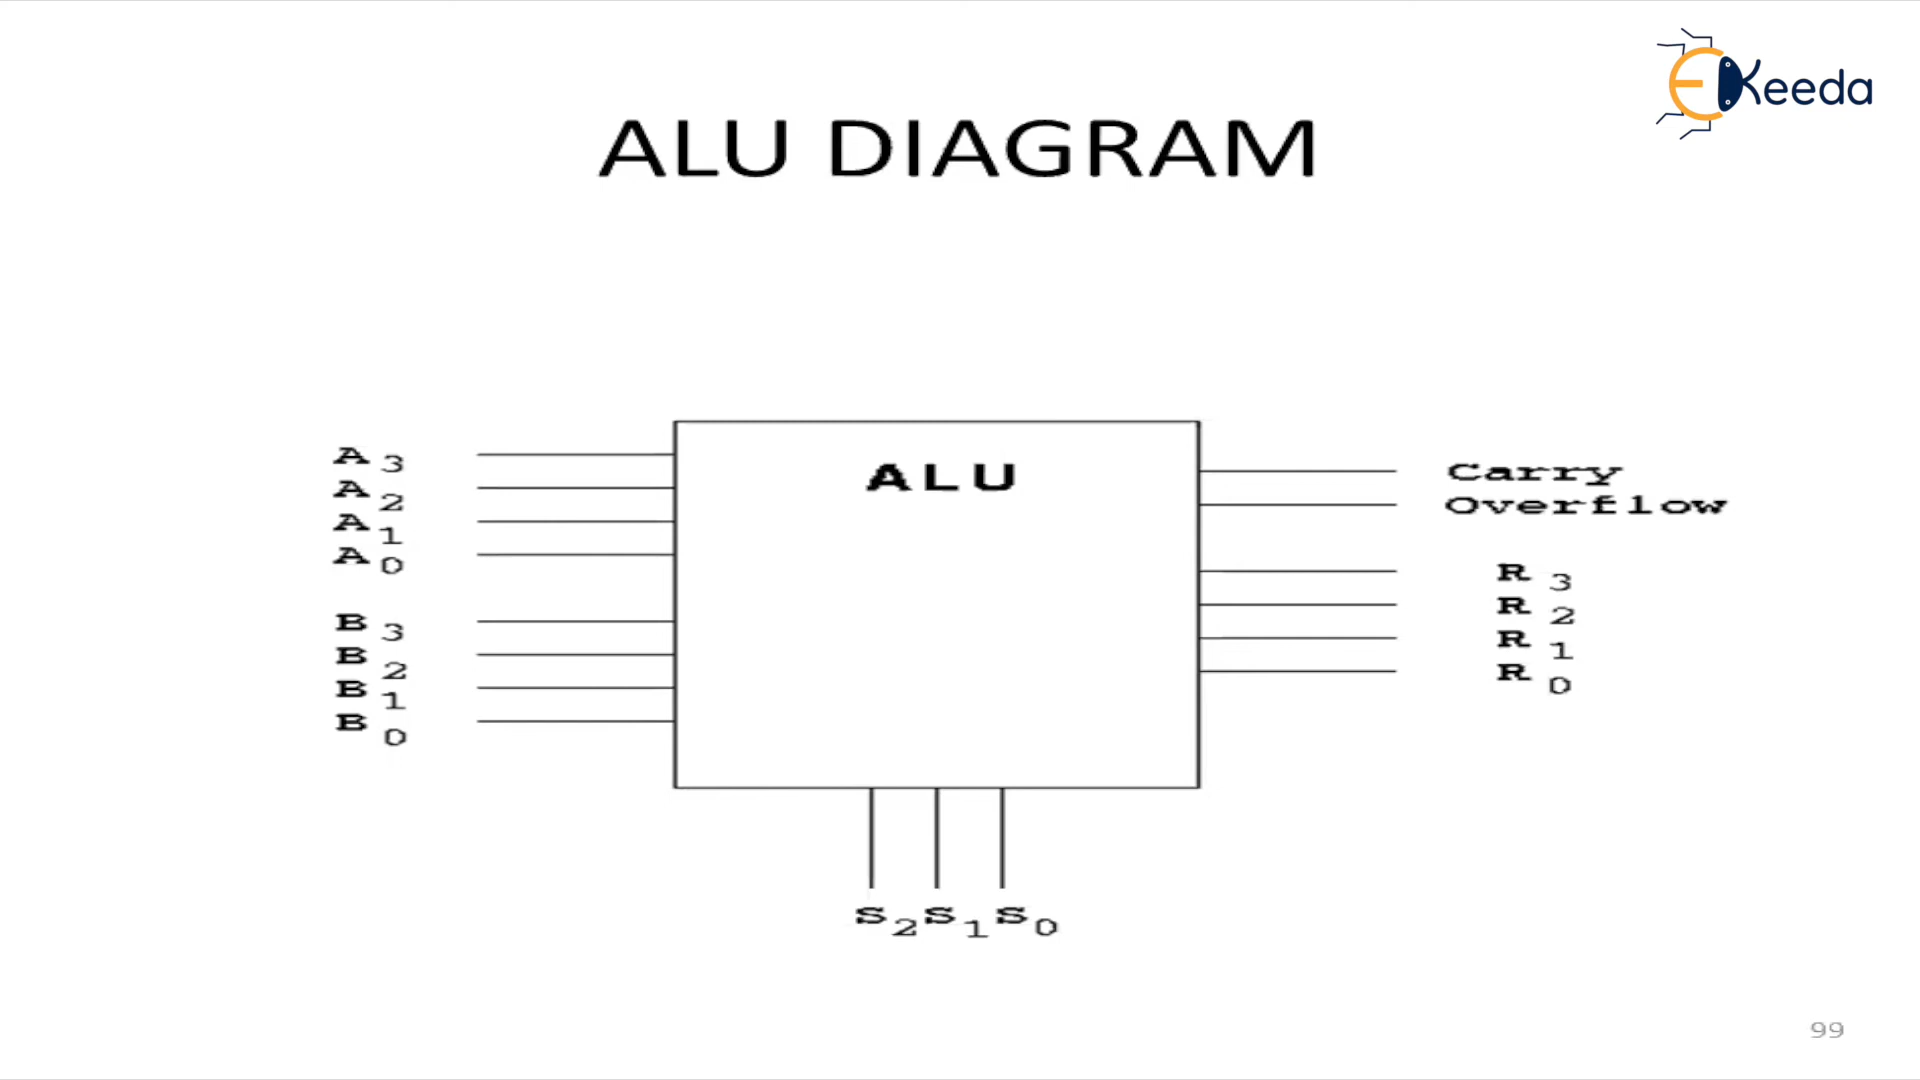 EKeeda
ALU DIAGRAM
ALU
A3
A2
A1
A0
B3
B2
B1
B0
Carry
Overflow
R3
R2
R1
R0
S2 S1 S0
99